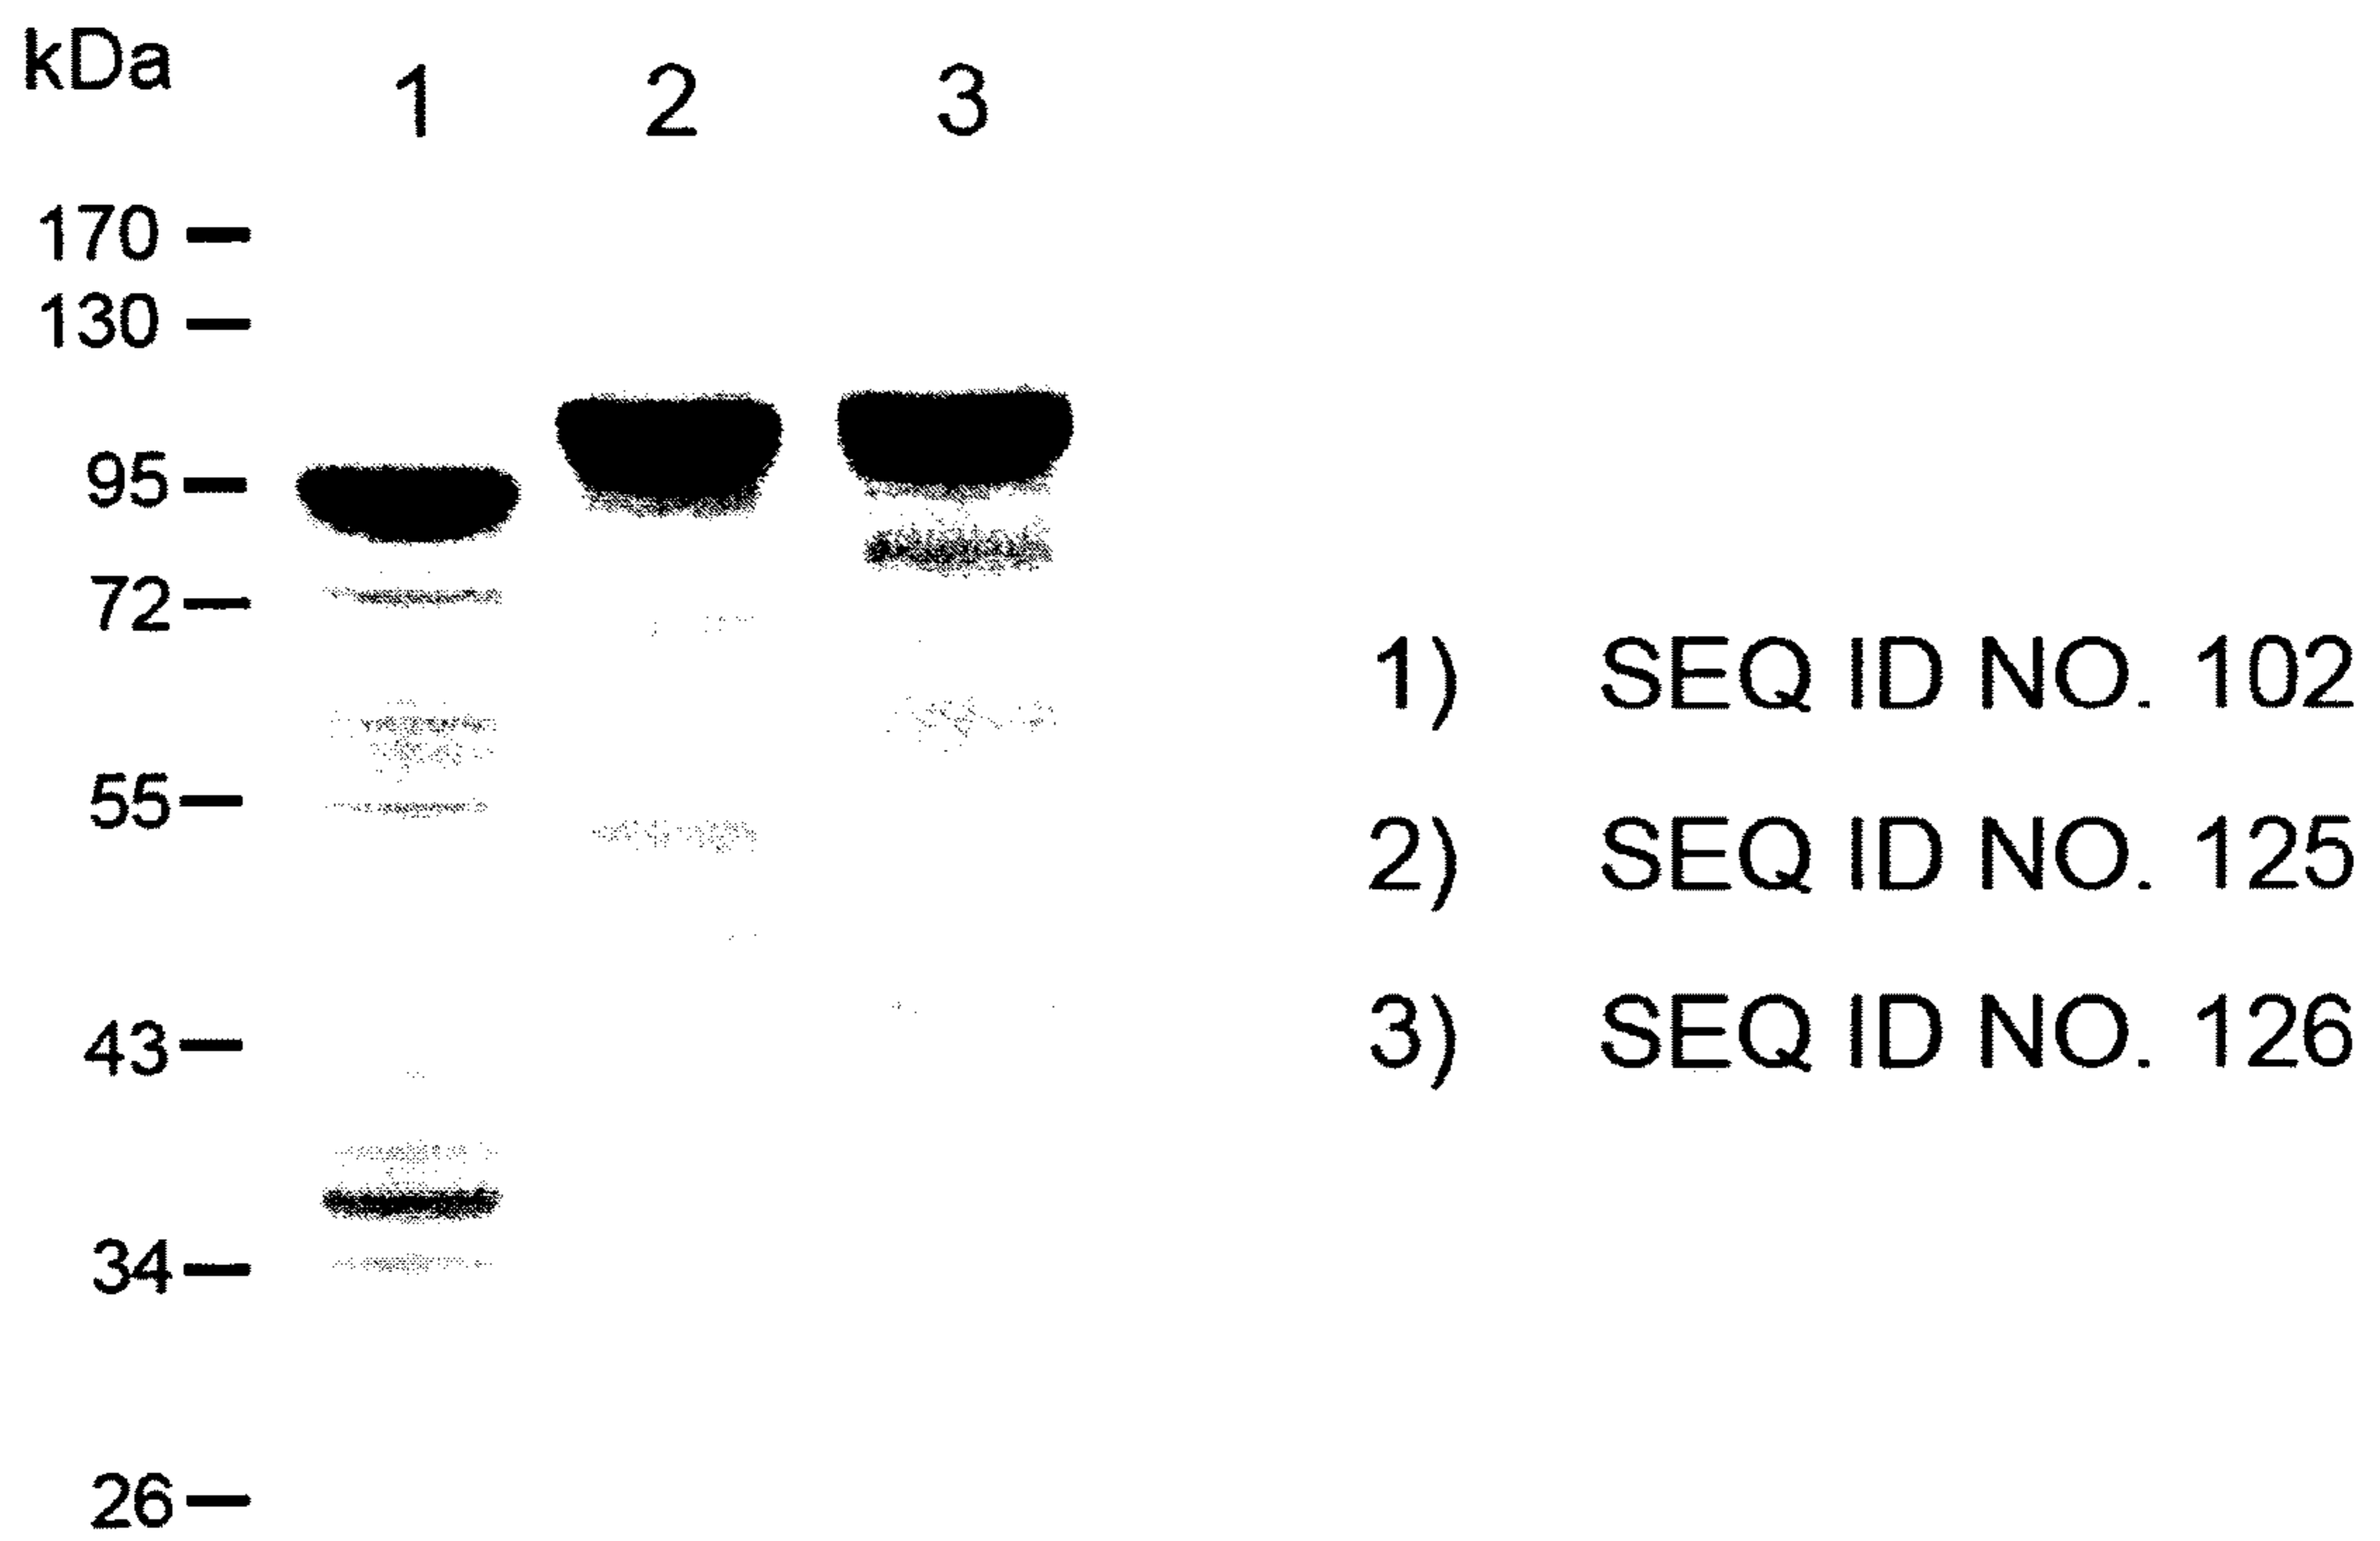 kDa
1 2 3
170
130
95
72
55
43
34
26
1) SEQ ID NO. 102
2) SEQ ID NO. 125
3) SEQ ID NO. 126